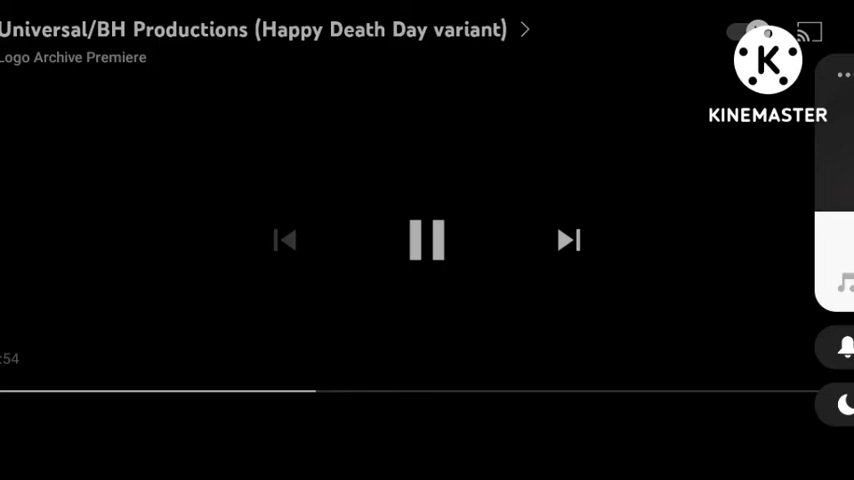 Universal/BH Productions (Happy Death Day variant)
Logo Archive Premiere
K
KINEMASTER
:54